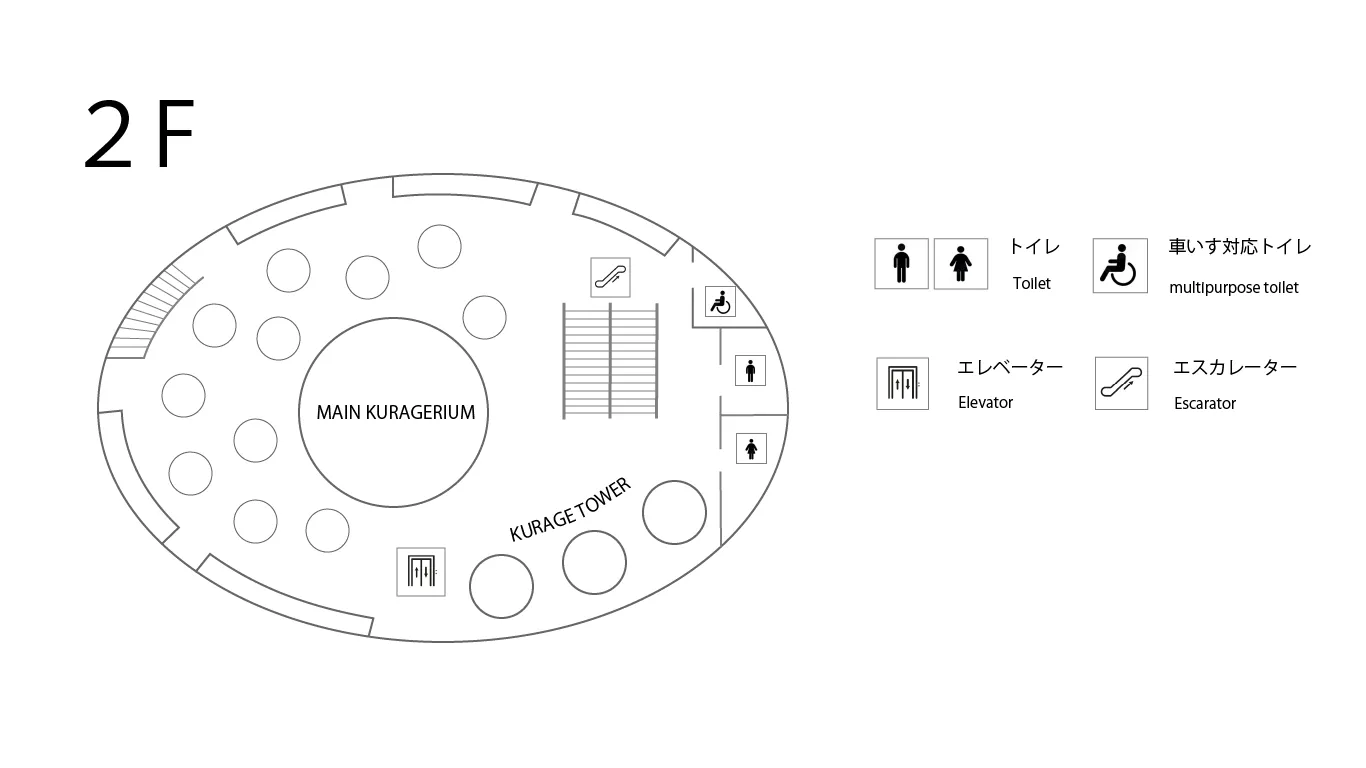 2F
MAIN KURAGERIUM
KURAGE TOWER
トイレ
Toilet
車いす対応トイレ
multipurpose toilet
エレベーター
Elevator
エスカレーター
Escarator